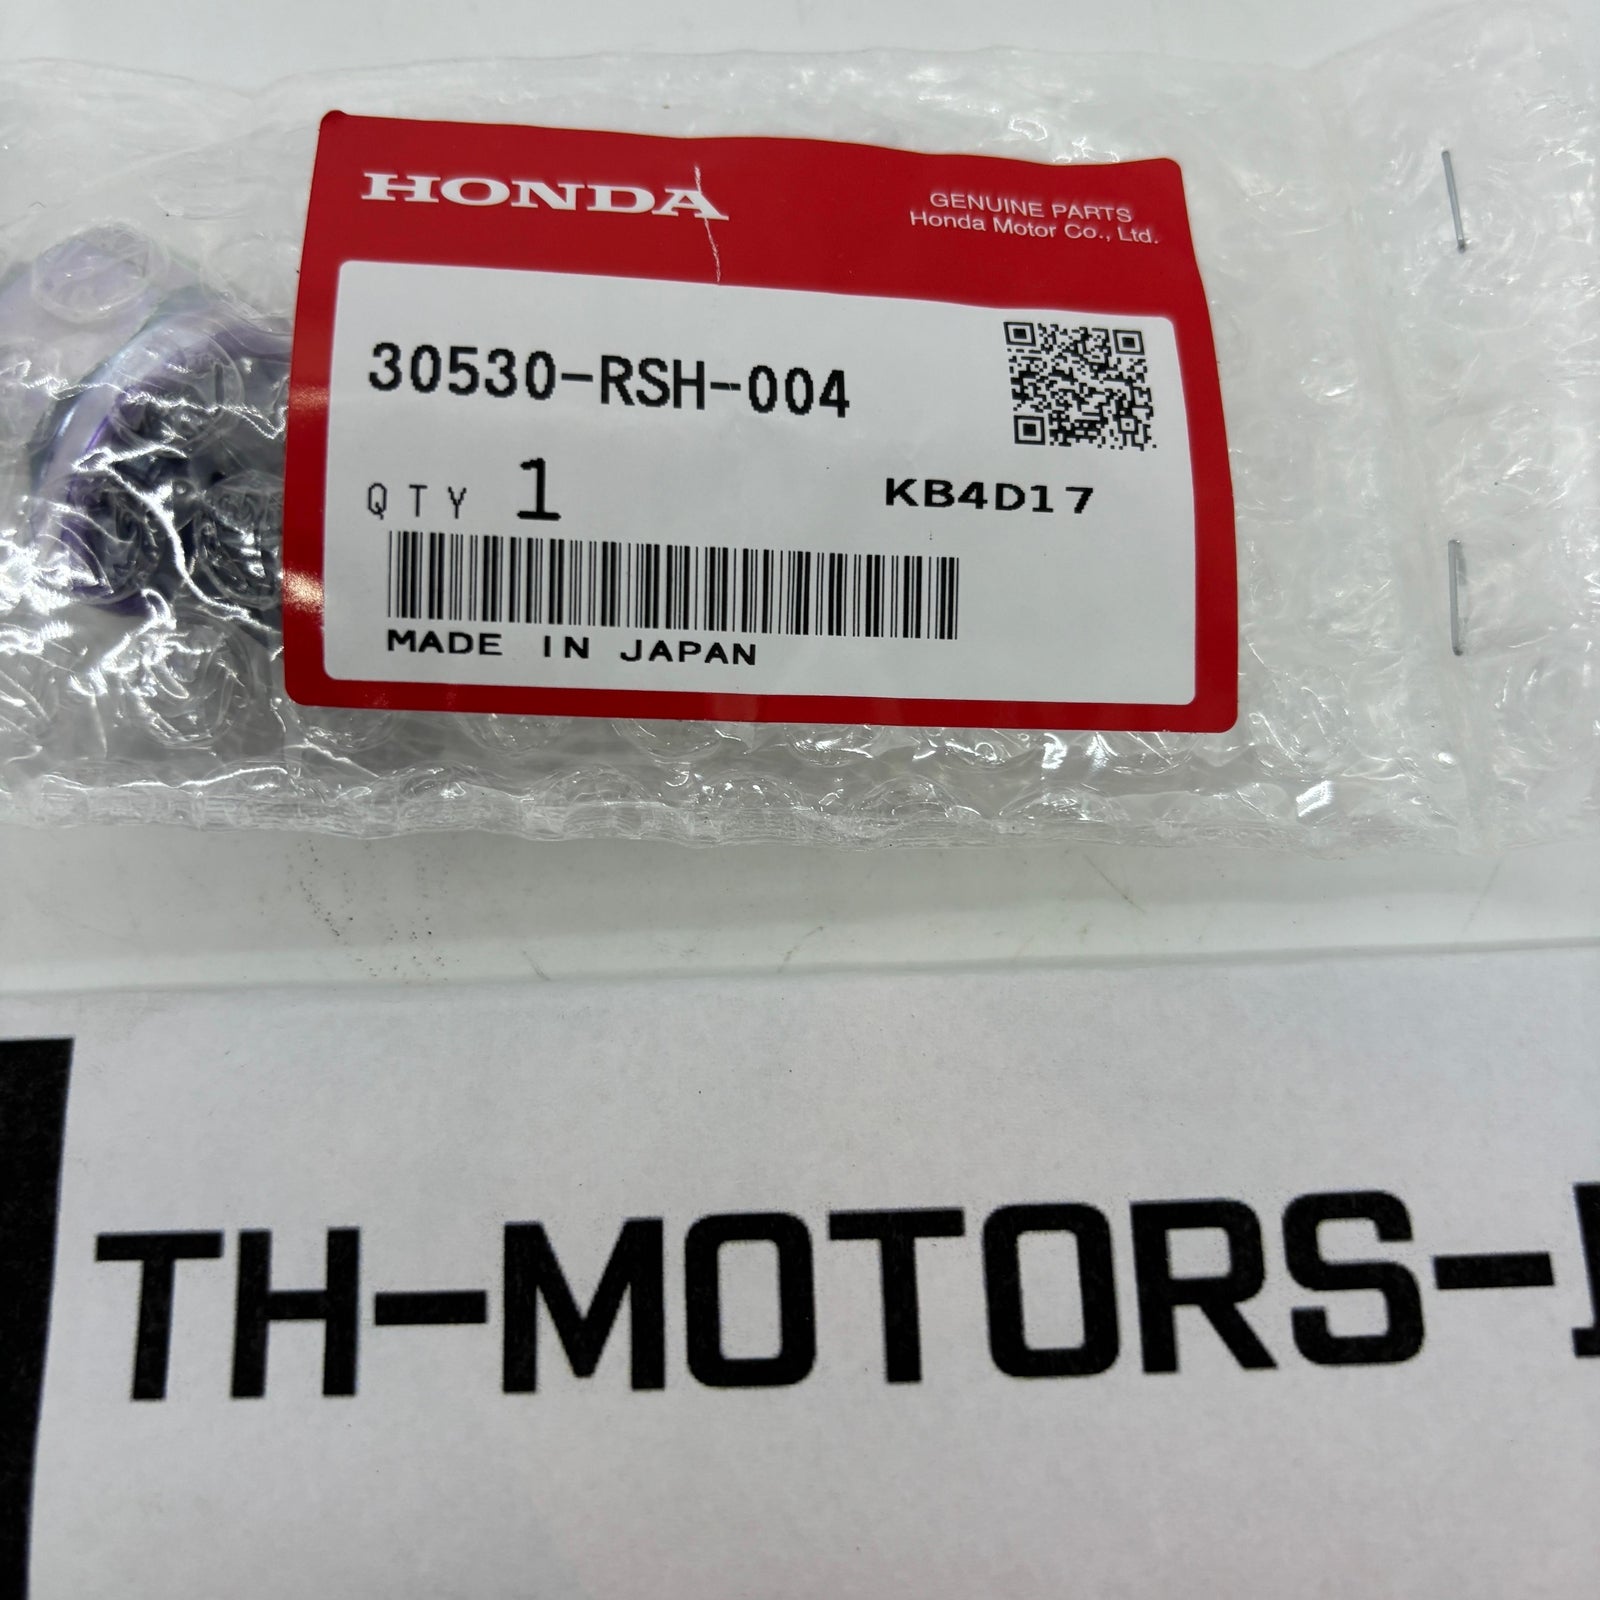 HONDA
GENUINE PARTS
Honda Motor Co., Ltd.
30530-RSH-004
QTY 1
KB4D17
MADE IN JAPAN
TH-MOTORS-